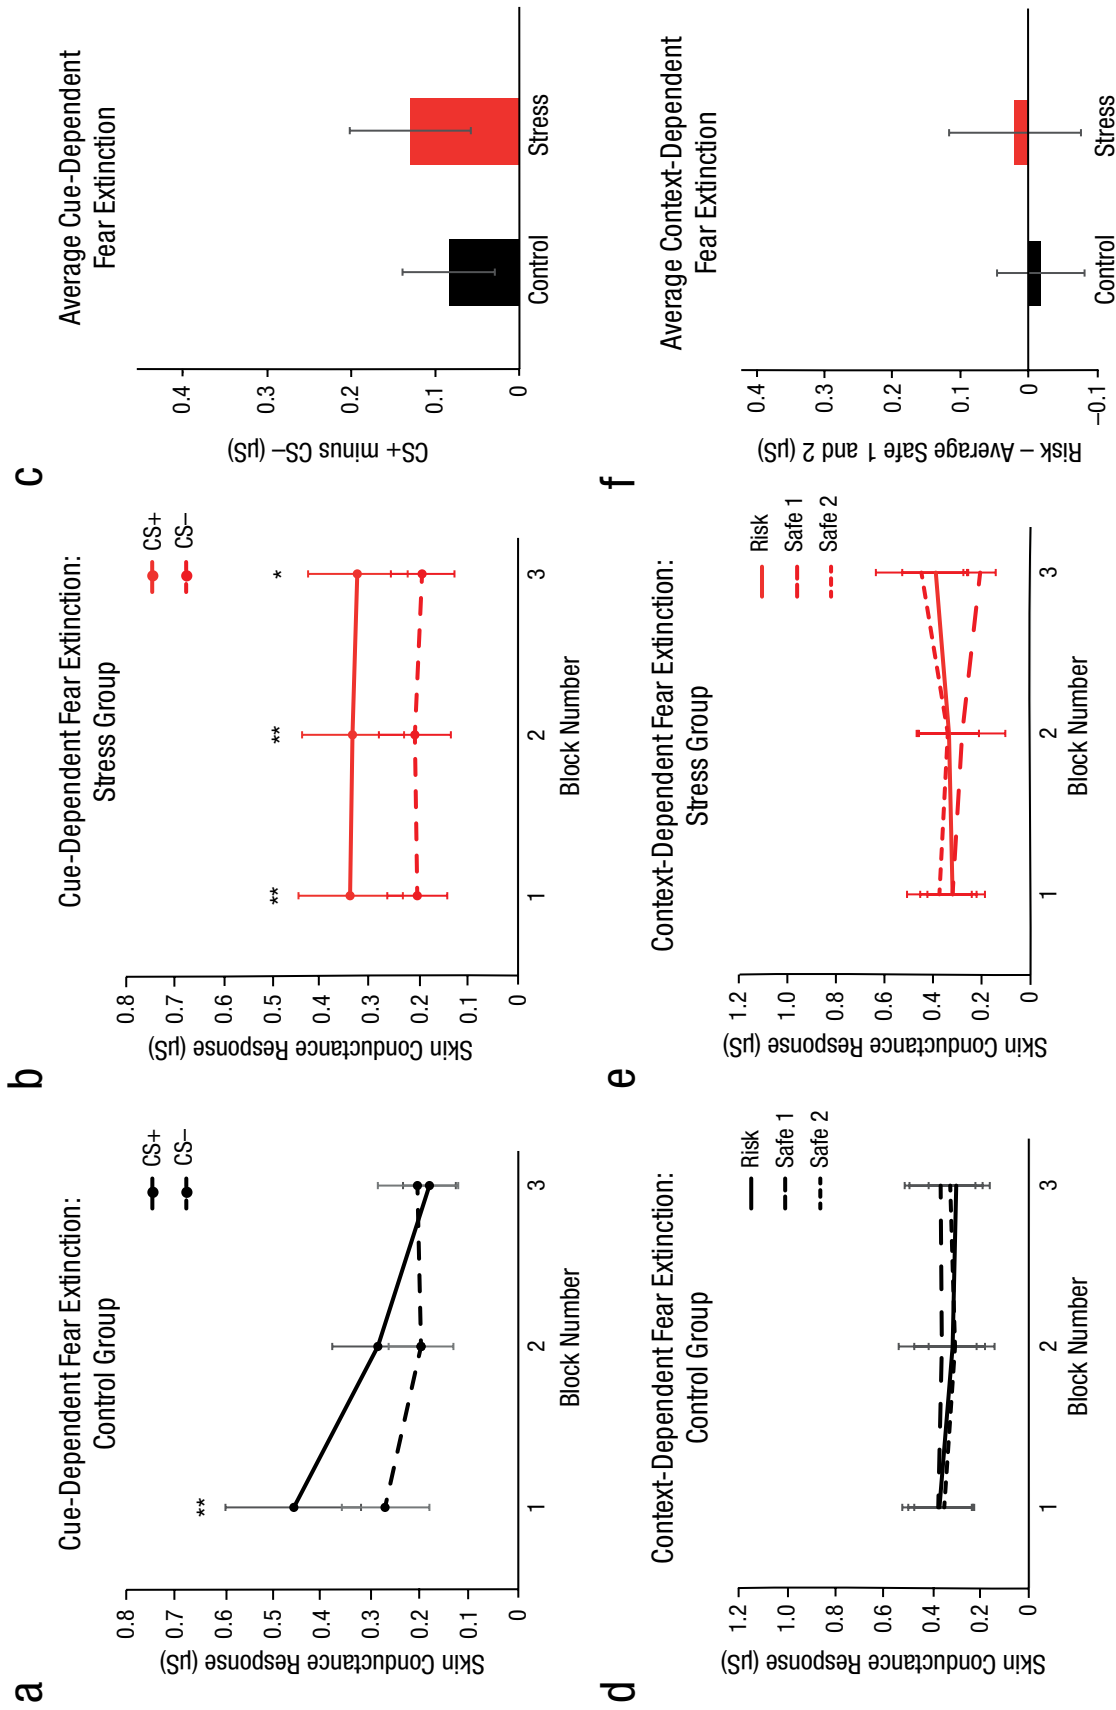 a
Cue-Dependent Fear Extinction:
Control Group
CS+
CS–
Skin Conductance Response (µS)
0.8
0.7
0.6
0.5
0.4
0.3
0.2
0.1
0
**
1
2
3
Block Number
b
Cue-Dependent Fear Extinction:
Stress Group
CS+
CS–
Skin Conductance Response (µS)
0.8
0.7
0.6
0.5
0.4
0.3
0.2
0.1
0
**
**
*
1
2
3
Block Number
c
Average Cue-Dependent
Fear Extinction
CS+ minus CS– (µS)
0.4
0.3
0.2
0.1
0
Control
Stress
d
Context-Dependent Fear Extinction:
Control Group
Risk
Safe 1
Safe 2
Skin Conductance Response (µS)
1.2
1.0
0.8
0.6
0.4
0.2
0
1
2
3
Block Number
e
Context-Dependent Fear Extinction:
Stress Group
Risk
Safe 1
Safe 2
Skin Conductance Response (µS)
1.2
1.0
0.8
0.6
0.4
0.2
0
1
2
3
Block Number
f
Average Context-Dependent
Fear Extinction
Risk – Average Safe 1 and 2 (µS)
0.4
0.3
0.2
0.1
0
–0.1
Control
Stress